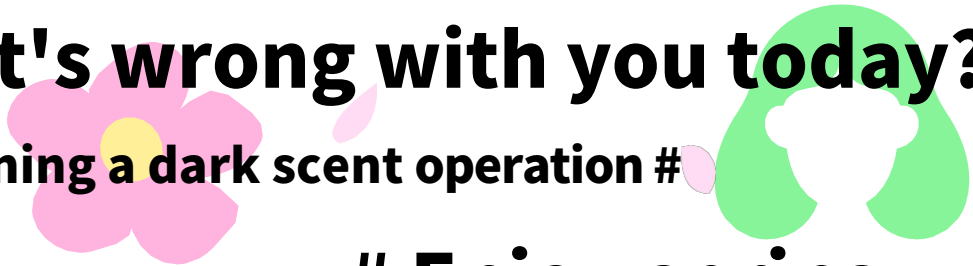 t's wrong with you today?
ning a dark scent operation #